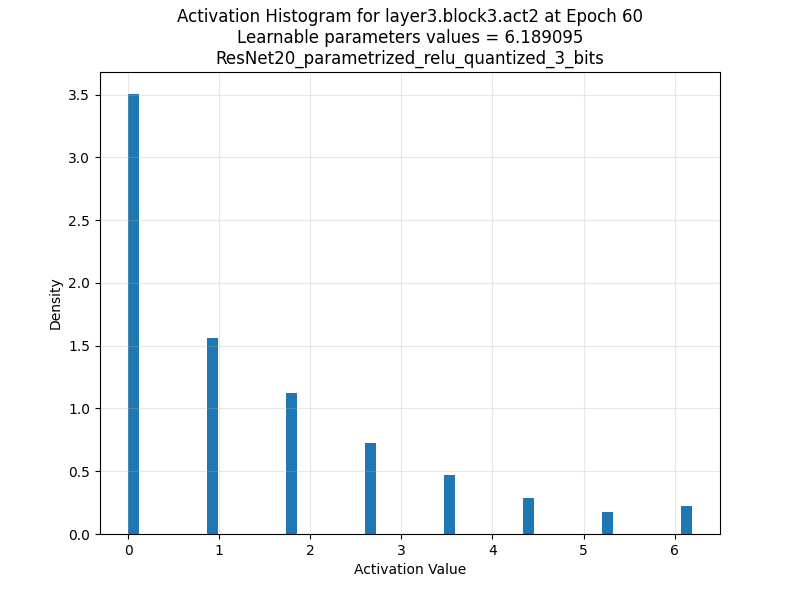 Activation Histogram for layer3.block3.act2 at Epoch 60
Learnable parameters values = 6.189095
ResNet20_parametrized_relu_quantized_3_bits
3.5
3.0
2.5
2.0
1.5
1.0
0.5
0.0
Density
0 1 2 3 4 5 6
Activation Value